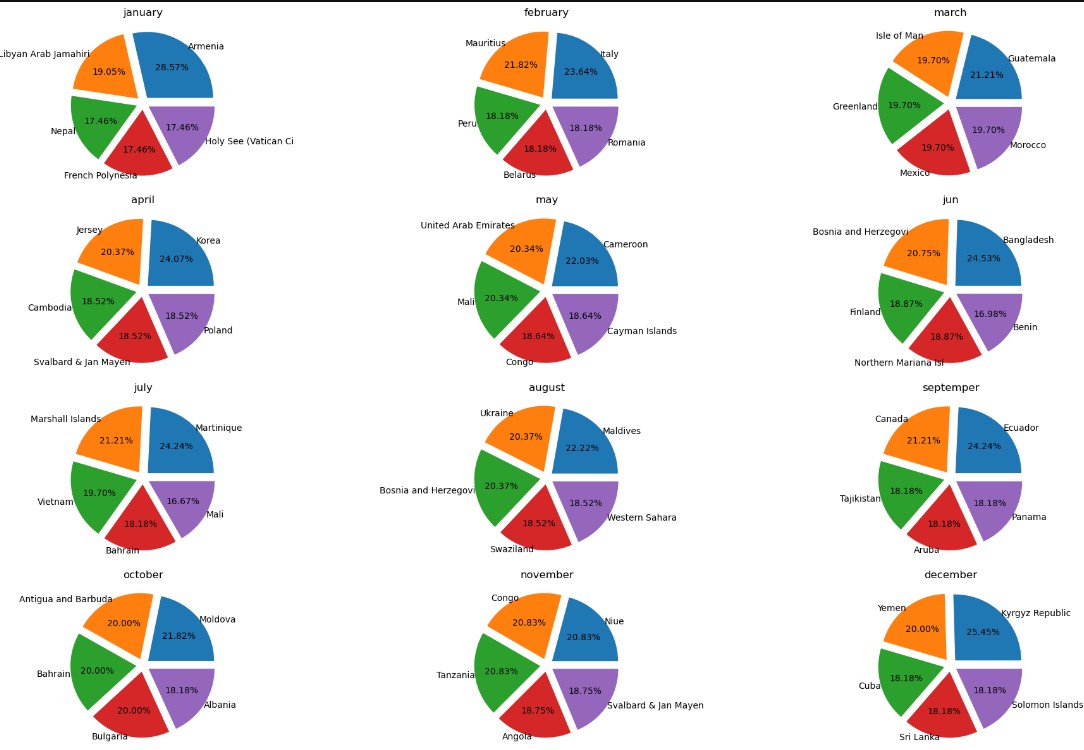 january
Armenia
28.57%
Libyan Arab Jamahiri
19.05%
Nepal
17.46%
French Polynesia
17.46%
Holy See (Vatican Ci
17.46%
february
Italy
23.64%
Mauritius
21.82%
Peru
18.18%
Belarus
18.18%
Romania
18.18%
march
Guatemala
21.21%
Isle of Man
19.70%
Greenland
19.70%
Mexico
19.70%
Morocco
19.70%
april
Korea
24.07%
Jersey
20.37%
Cambodia
18.52%
Svalbard & Jan Mayen
18.52%
Poland
18.52%
may
Cameroon
22.03%
United Arab Emirates
20.34%
Mali
20.34%
Congo
18.64%
Cayman Islands
18.64%
jun
Bangladesh
24.53%
Bosnia and Herzegovi
20.75%
Finland
18.87%
Northern Mariana Isl
18.87%
Benin
16.98%
july
Martinique
24.24%
Marshall Islands
21.21%
Vietnam
19.70%
Bahrain
18.18%
Mali
16.67%
august
Maldives
22.22%
Ukraine
20.37%
Bosnia and Herzegovi
20.37%
Swaziland
18.52%
Western Sahara
18.52%
septemper
Ecuador
24.24%
Canada
21.21%
Tajikistan
18.18%
Aruba
18.18%
Panama
18.18%
october
Moldova
21.82%
Antigua and Barbuda
20.00%
Bahrain
20.00%
Bulgaria
20.00%
Albania
18.18%
november
Niue
20.83%
Congo
20.83%
Tanzania
20.83%
Angola
18.75%
Svalbard & Jan Mayen
18.75%
december
Kyrgyz Republic
25.45%
Yemen
20.00%
Cuba
18.18%
Sri Lanka
18.18%
Solomon Islands
18.18%